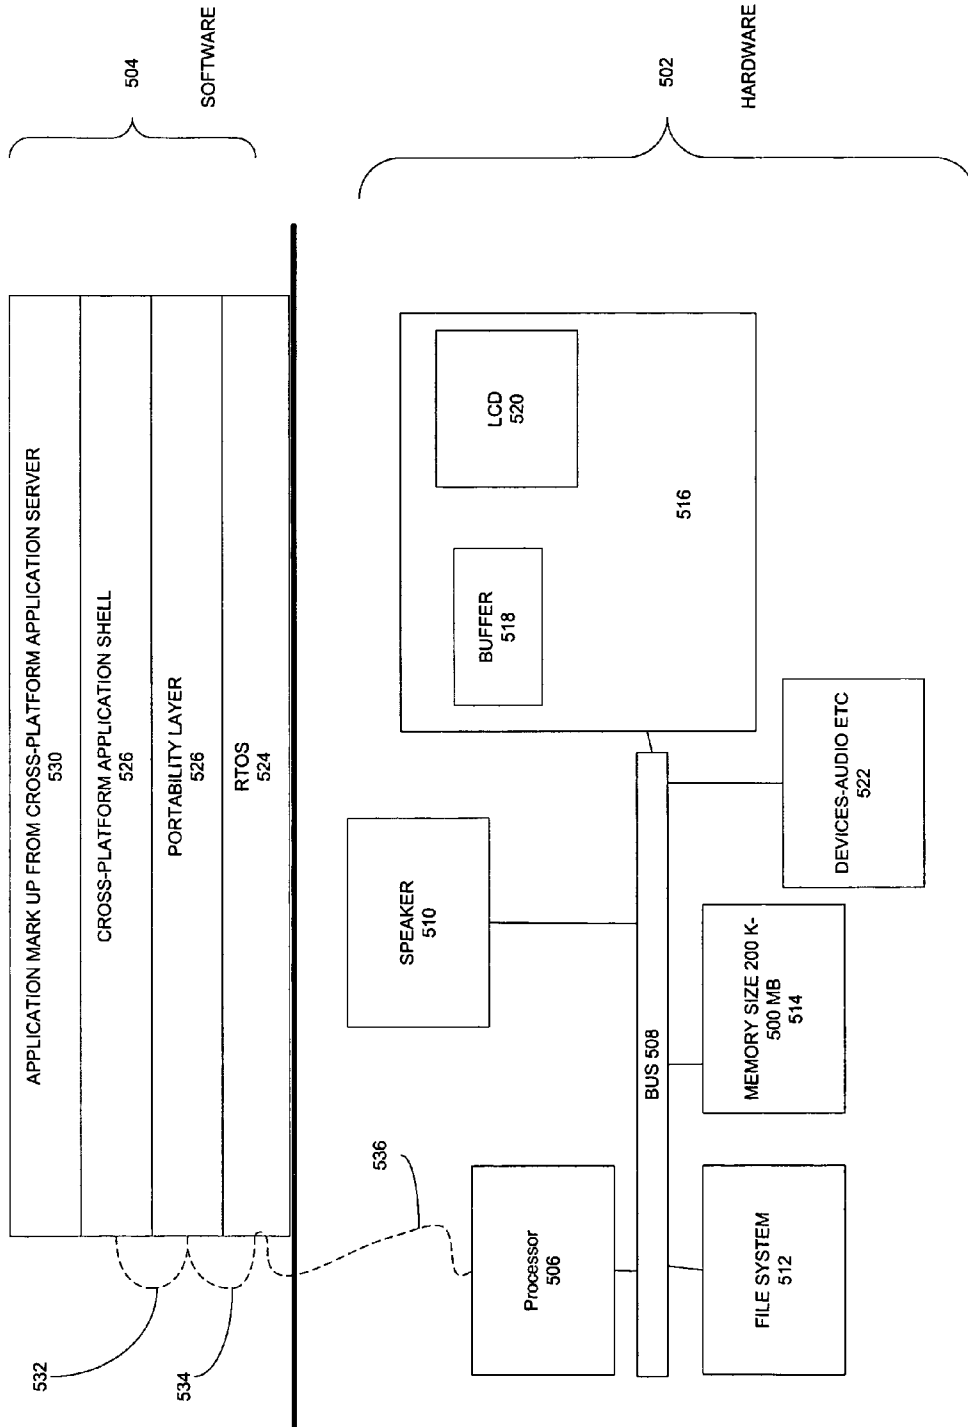 504
SOFTWARE
APPLICATION MARK UP FROM CROSS-PLATFORM APPLICATION SERVER
530
CROSS-PLATFORM APPLICATION SHELL
526
PORTABILITY LAYER
526
RTOS
524
532
534
536
502
HARDWARE
SPEAKER
510
LCD
520
BUFFER
518
516
Processor
506
BUS 508
FILE SYSTEM
512
MEMORY SIZE 200 K-
500 MB
514
DEVICES-AUDIO ETC
522